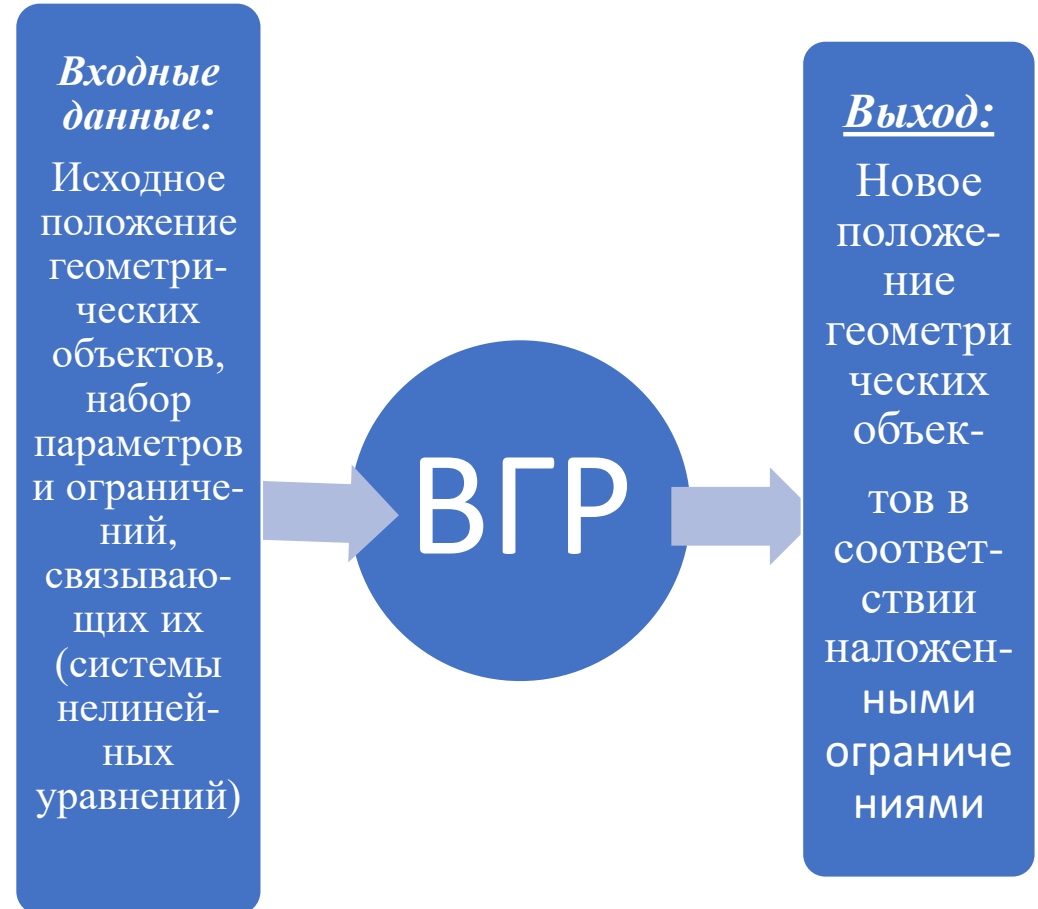 Входные
данные:
Исходное
положение
геометри-
ческих
объектов,
набор
параметров
и ограниче-
ний,
связываю-
щих их
(системы
нелиней-
ных
уравнений)
ВГР
Выход:
Новое
положе-
ние
геометри
ческих
объек-
тов в
соответ-
ствии
наложен-
ными
ограниче
ниями